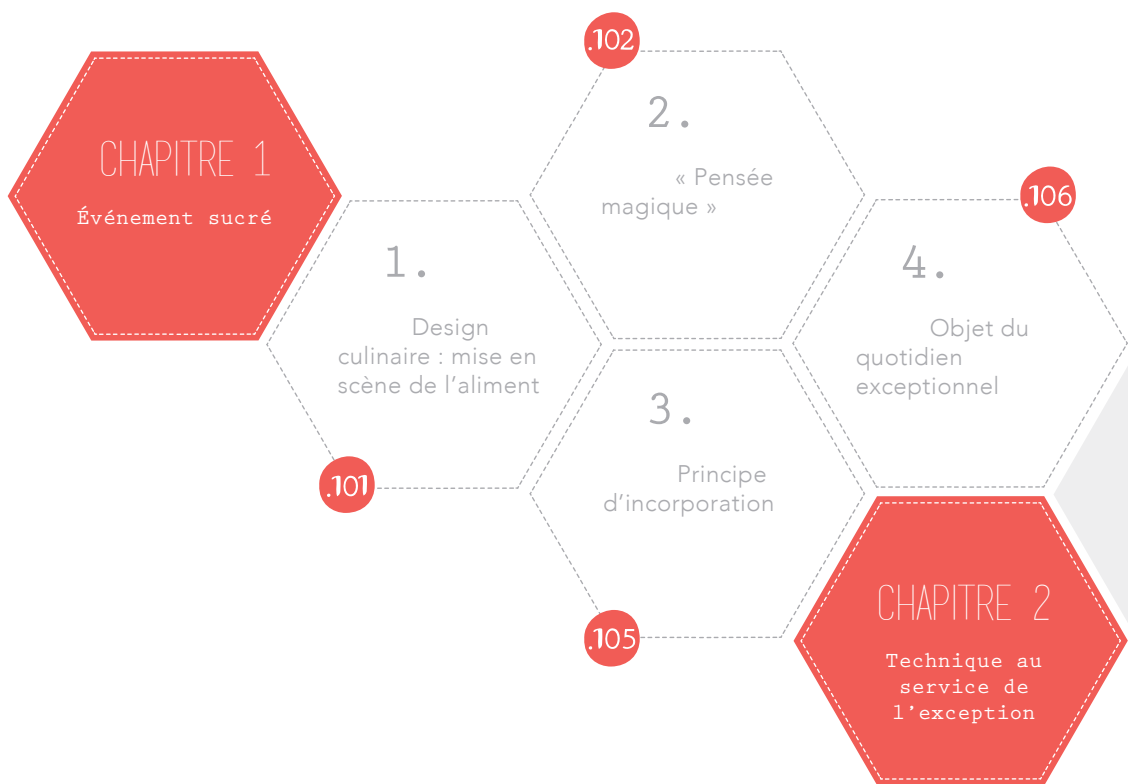 CHAPITRE 1
Événement sucré
1.
Design
culinaire : mise en
scène de l'aliment
.101
.102
2.
« Pensée
magique »
3.
Principe
d'incorporation
.105
.106
4.
Objet du
quotidien
exceptionnel
CHAPITRE 2
Technique au
service de
l'exception